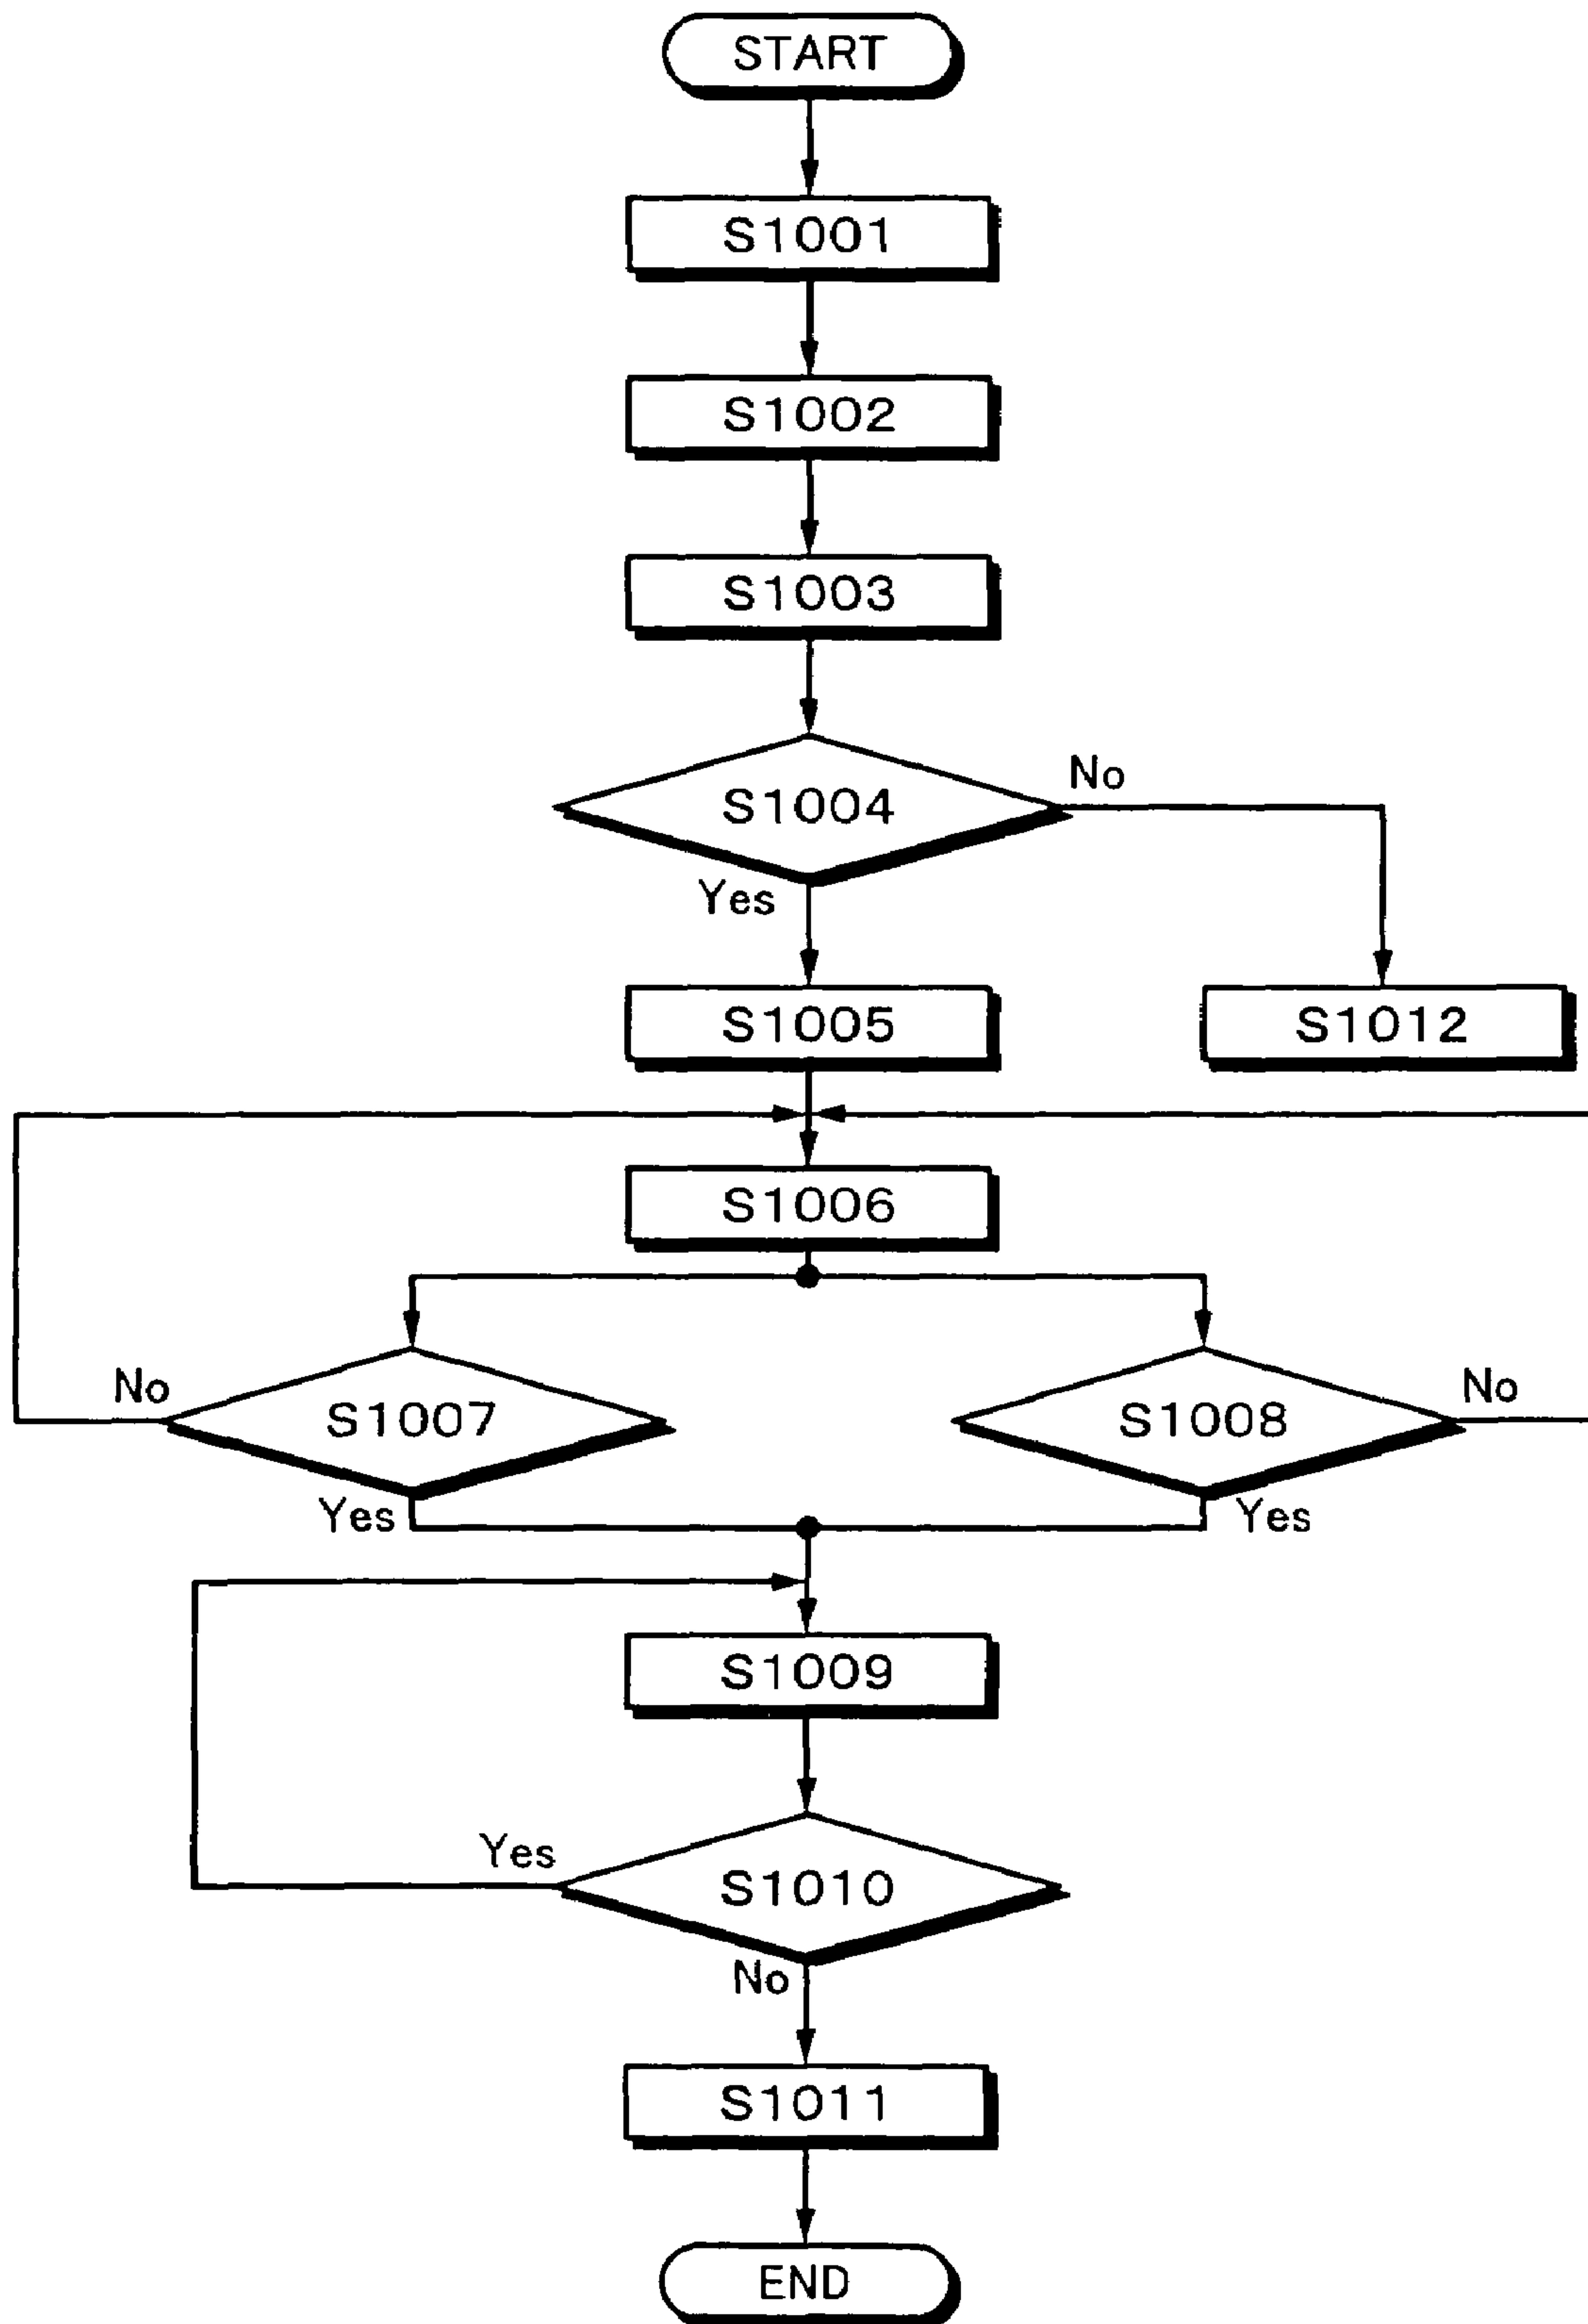 START
S1001
S1002
S1003
S1004
No
Yes
S1005
S1012
S1006
No
S1007
S1008
No
Yes
Yes
S1009
Yes
S1010
No
S1011
END